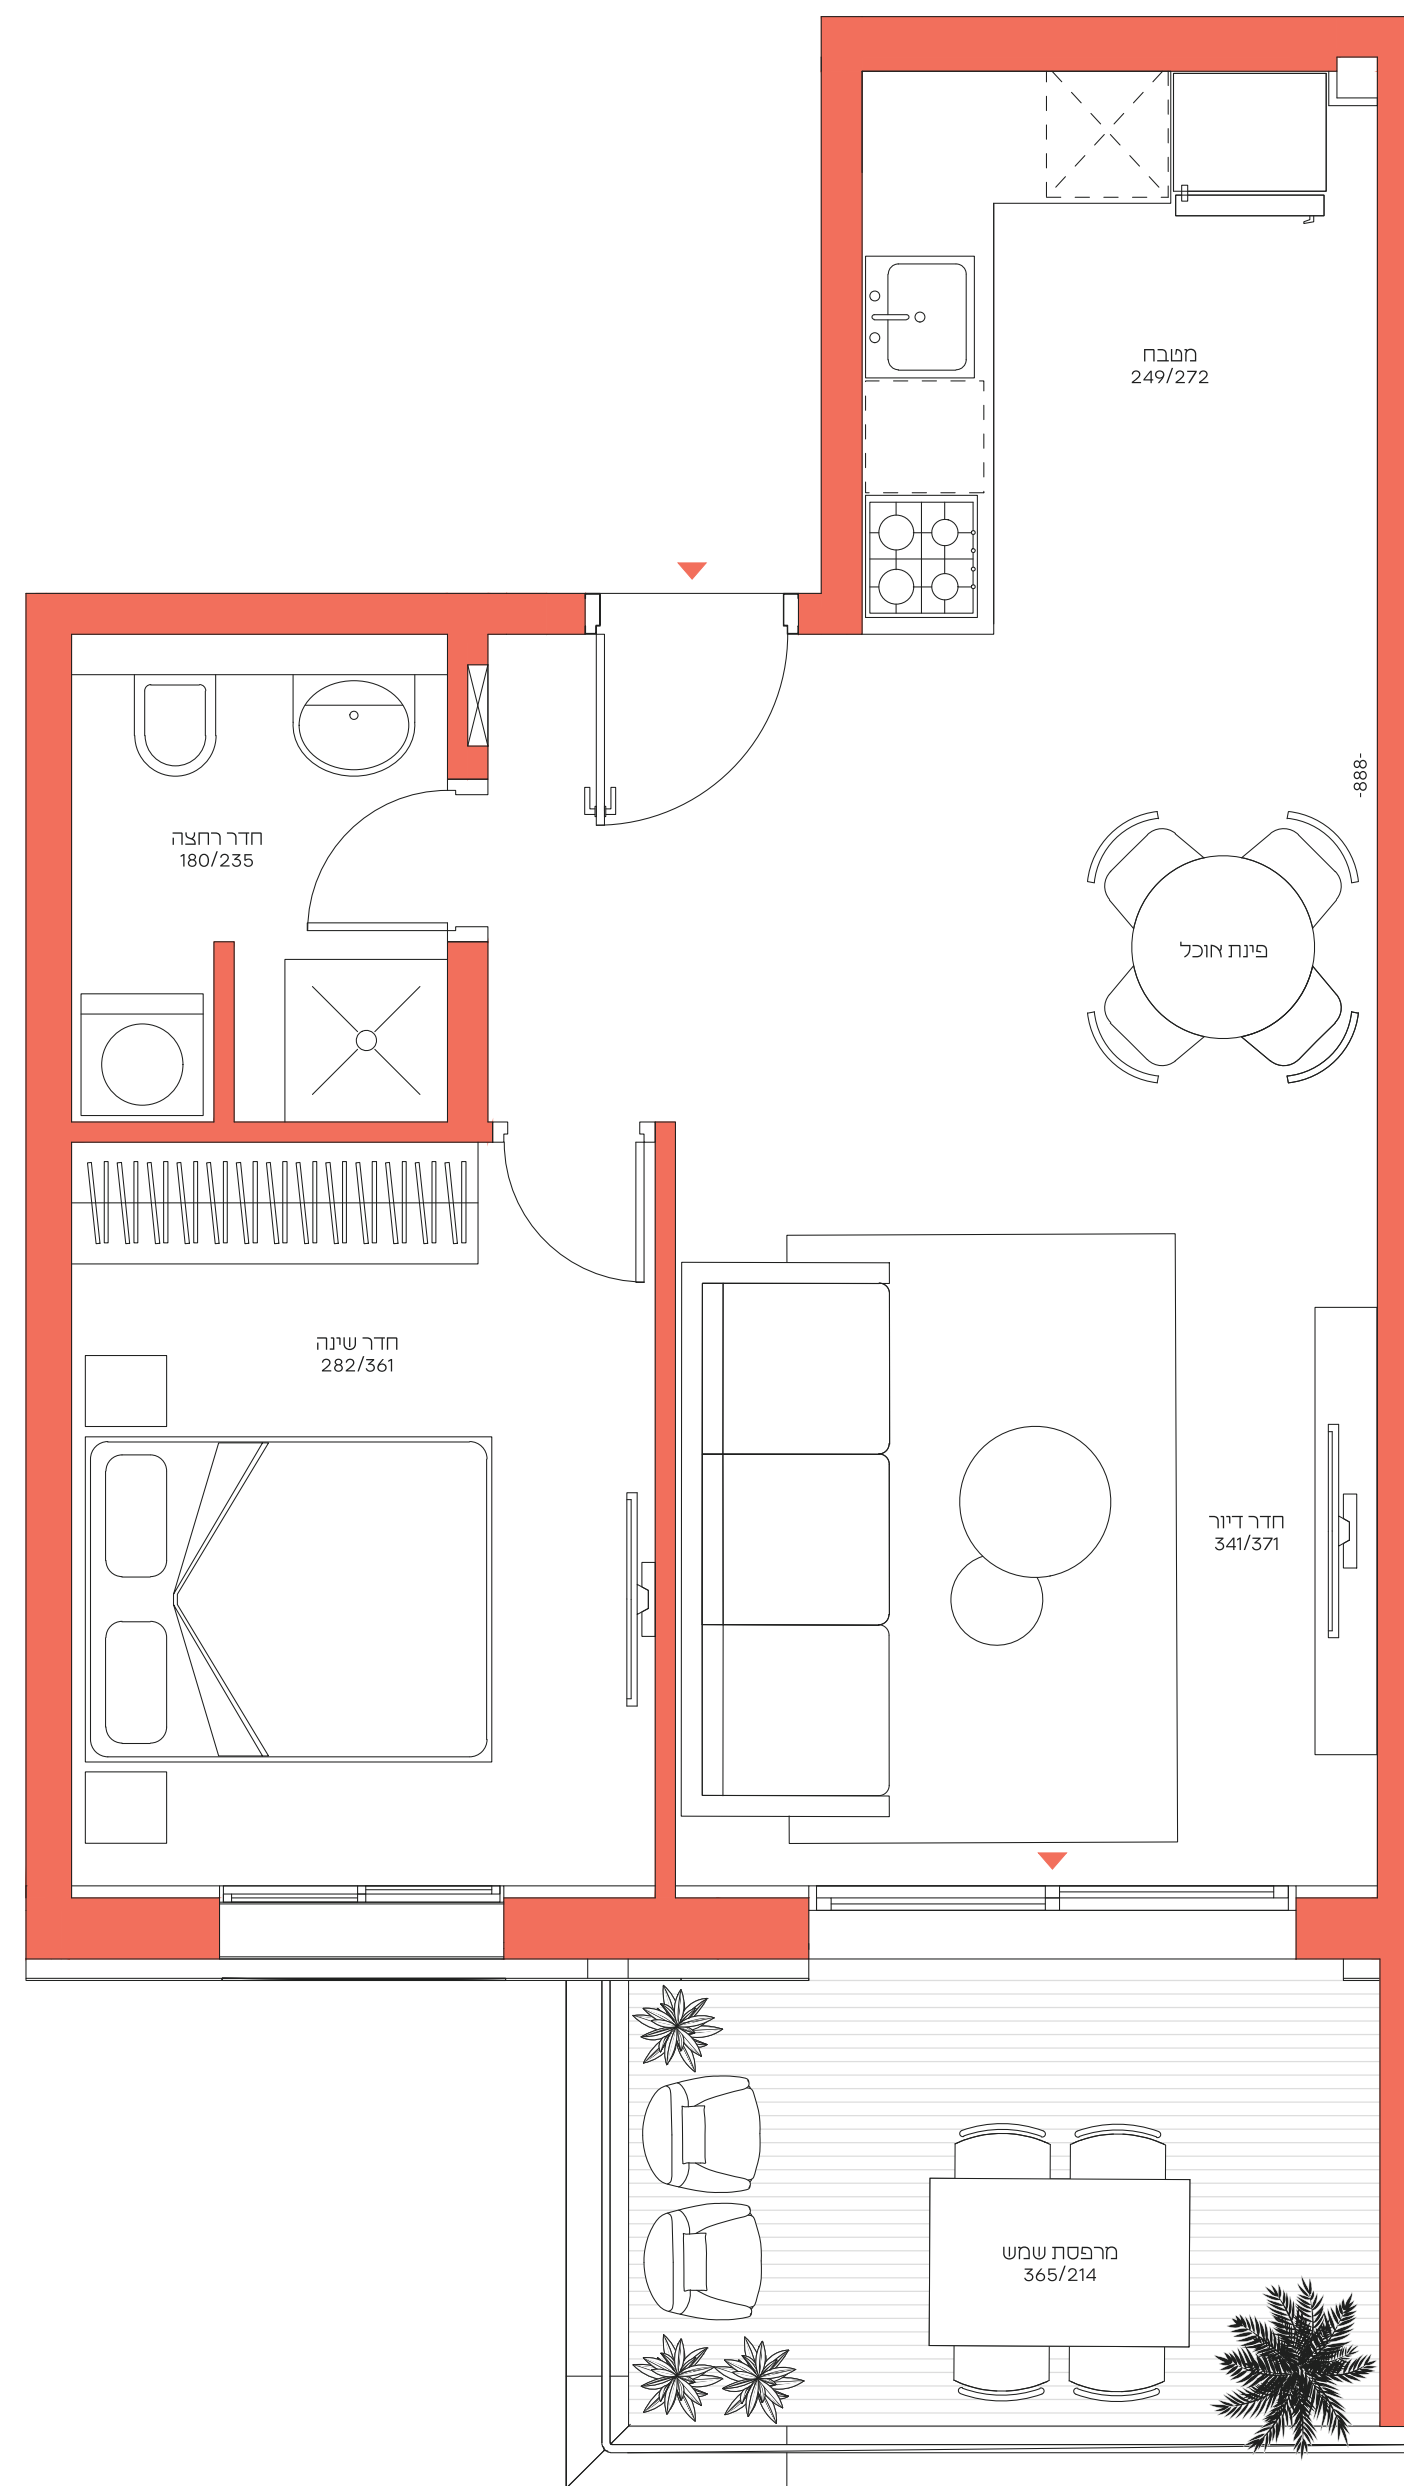 מטבח
249/272
-888-
חדר רחצה
180/235
פינת אוכל
חדר שינה
282/361
חדר דיור
341/371
מרפסת שמש
365/214